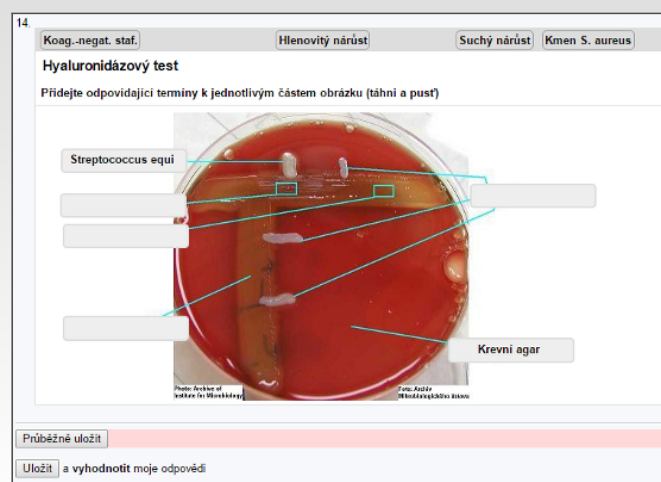 14.
Koag.-negat. staf. Hlenovitý nárůst Suchý nárůst Kmen S. aureus
Hyaluronidázový test
Přidejte odpovídající termíny k jednotlivým částem obrázku (táhni a pusť)
Streptococcus equi
Krevní agar
Photo: Archive of
Institute for Microbiology
Foto: Archiv
Mikrobiologického ústavu
Průběžně uložit
Uložit a vyhodnotit moje odpovědi